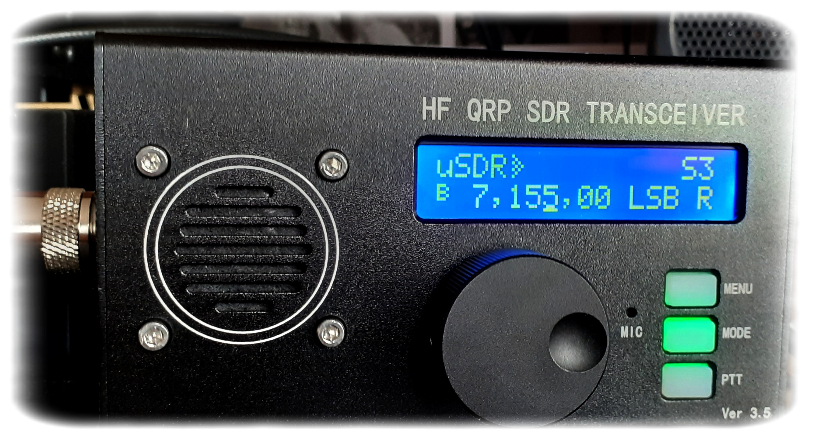 HF QRP SDR TRANSCEIVER
uSDR⟫ S3
B 7,155,00 LSB R
MENU
MIC
MODE
PTT
Ver 3.5